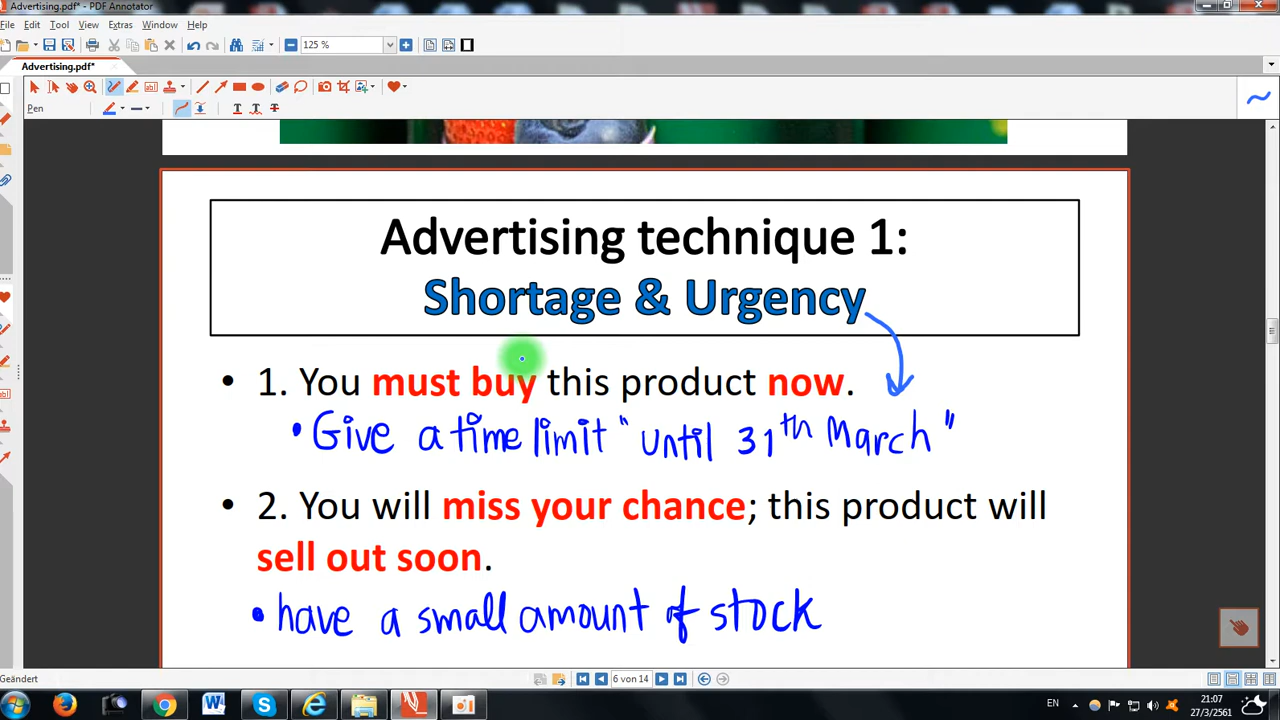 Advertising.pdf* - PDF Annotator
File Edit View Tool Favorites Extras Window Help
125 %
Advertising.pdf*
Pen
Advertising technique 1:
Shortage & Urgency
• 1. You must buy this product now.
• Give a time limit "until 31th March"
• 2. You will miss your chance; this product will
sell out soon.
• have a small amount of stock
Geändert
6 von 14
EN
21:07
27/3/2561